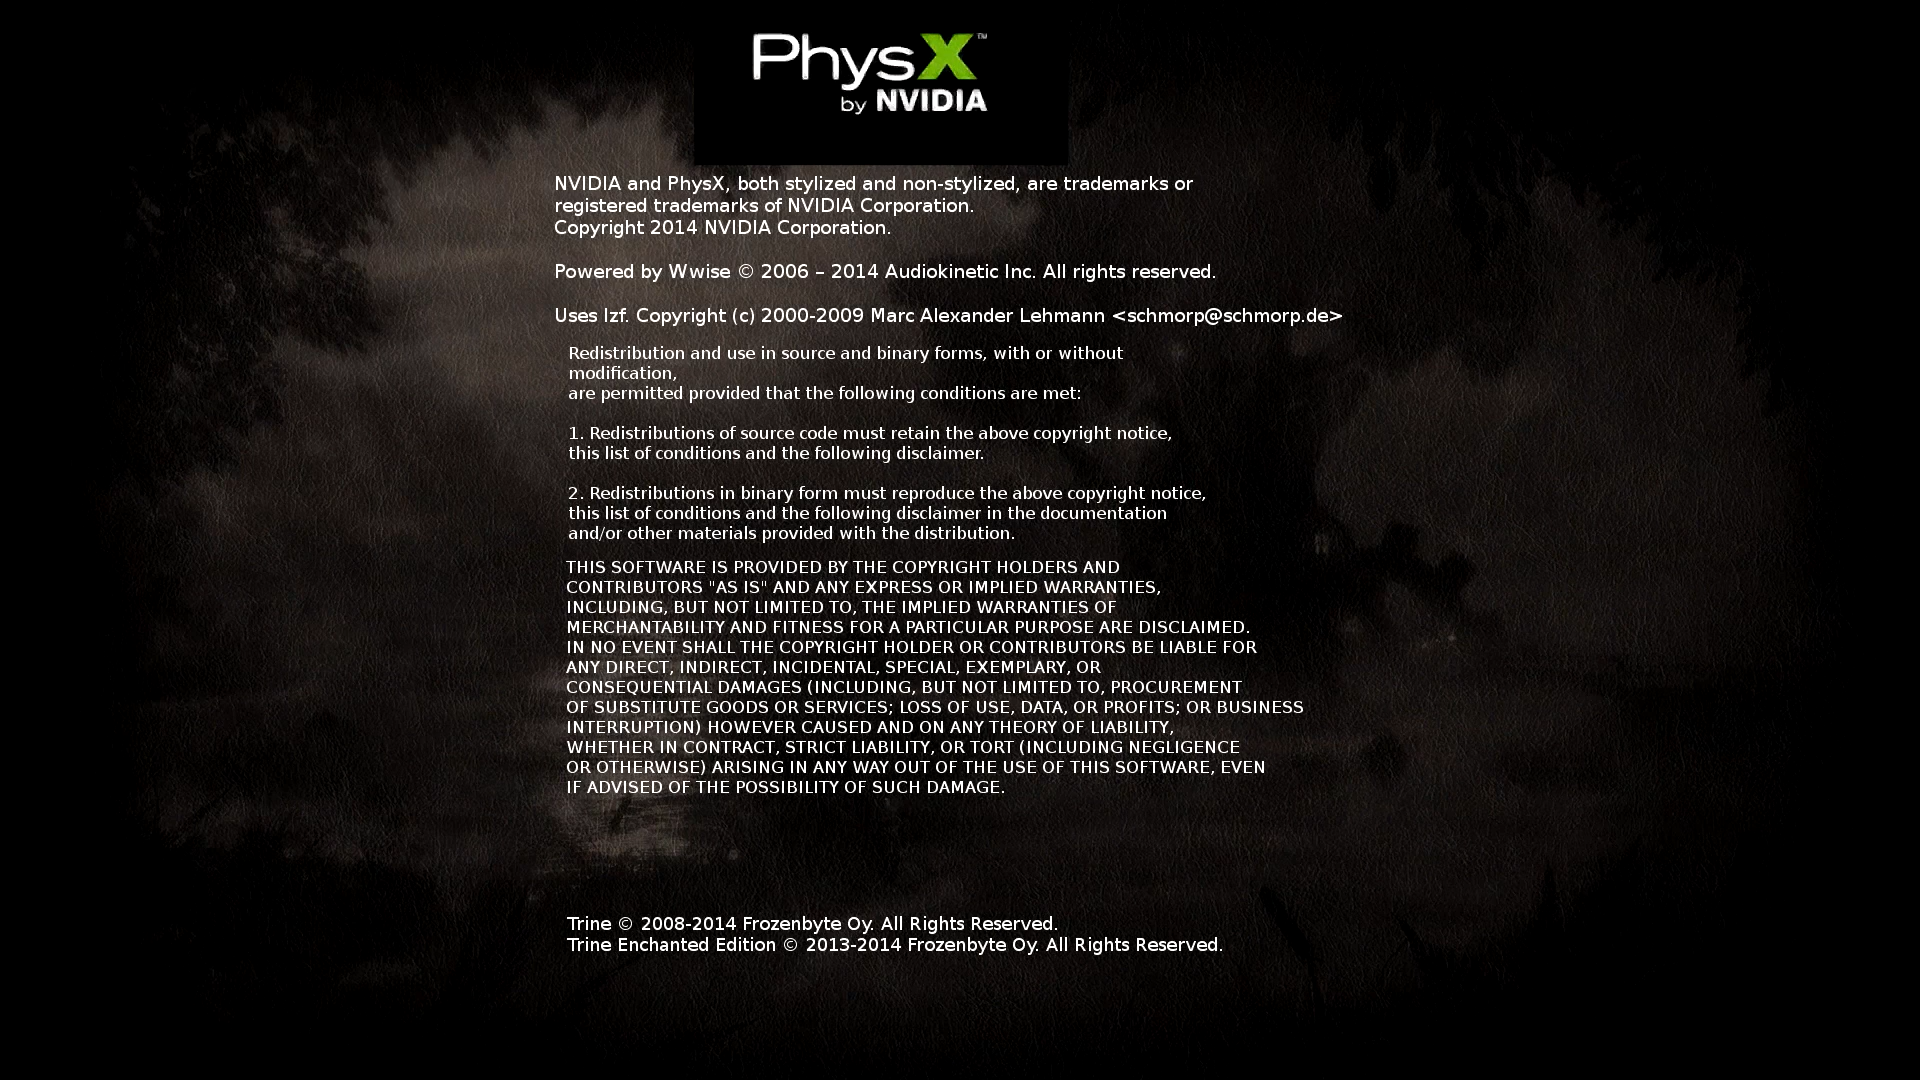 PhysX™
by NVIDIA
NVIDIA and PhysX, both stylized and non-stylized, are trademarks or
registered trademarks of NVIDIA Corporation.
Copyright 2014 NVIDIA Corporation.
Powered by Wwise © 2006 – 2014 Audiokinetic Inc. All rights reserved.
Uses lzf. Copyright (c) 2000-2009 Marc Alexander Lehmann <schmorp@schmorp.de>
Redistribution and use in source and binary forms, with or without
modification,
are permitted provided that the following conditions are met:
1. Redistributions of source code must retain the above copyright notice,
this list of conditions and the following disclaimer.
2. Redistributions in binary form must reproduce the above copyright notice,
this list of conditions and the following disclaimer in the documentation
and/or other materials provided with the distribution.
THIS SOFTWARE IS PROVIDED BY THE COPYRIGHT HOLDERS AND
CONTRIBUTORS "AS IS" AND ANY EXPRESS OR IMPLIED WARRANTIES,
INCLUDING, BUT NOT LIMITED TO, THE IMPLIED WARRANTIES OF
MERCHANTABILITY AND FITNESS FOR A PARTICULAR PURPOSE ARE DISCLAIMED.
IN NO EVENT SHALL THE COPYRIGHT HOLDER OR CONTRIBUTORS BE LIABLE FOR
ANY DIRECT, INDIRECT, INCIDENTAL, SPECIAL, EXEMPLARY, OR
CONSEQUENTIAL DAMAGES (INCLUDING, BUT NOT LIMITED TO, PROCUREMENT
OF SUBSTITUTE GOODS OR SERVICES; LOSS OF USE, DATA, OR PROFITS; OR BUSINESS
INTERRUPTION) HOWEVER CAUSED AND ON ANY THEORY OF LIABILITY,
WHETHER IN CONTRACT, STRICT LIABILITY, OR TORT (INCLUDING NEGLIGENCE
OR OTHERWISE) ARISING IN ANY WAY OUT OF THE USE OF THIS SOFTWARE, EVEN
IF ADVISED OF THE POSSIBILITY OF SUCH DAMAGE.
Trine © 2008-2014 Frozenbyte Oy. All Rights Reserved.
Trine Enchanted Edition © 2013-2014 Frozenbyte Oy. All Rights Reserved.